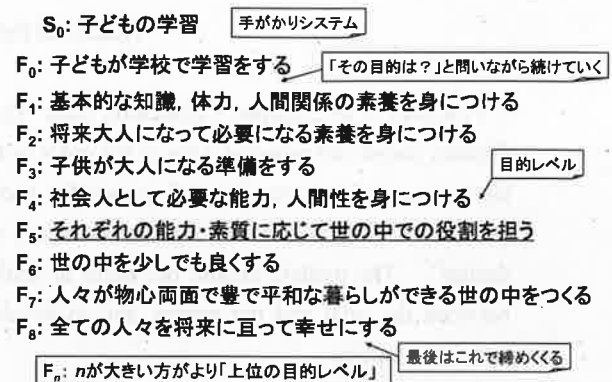 S₀: 子どもの学習
手がかりシステム
F₀: 子どもが学校で学習をする
「その目的は？」と問いながら続けていく
F₁: 基本的な知識，体力，人間関係の素養を身につける
F₂: 将来大人になって必要になる素養を身につける
F₃: 子供が大人になる準備をする
目的レベル
F₄: 社会人として必要な能力，人間性を身につける
F₅: それぞれの能力・素質に応じて世の中での役割を担う
F₆: 世の中を少しでも良くする
F₇: 人々が物心両面で豊で平和な暮らしができる世の中をつくる
F₈: 全ての人々を将来に亘って幸せにする
最後はこれで締めくくる
Fₙ: nが大きい方がより「上位の目的レベル」